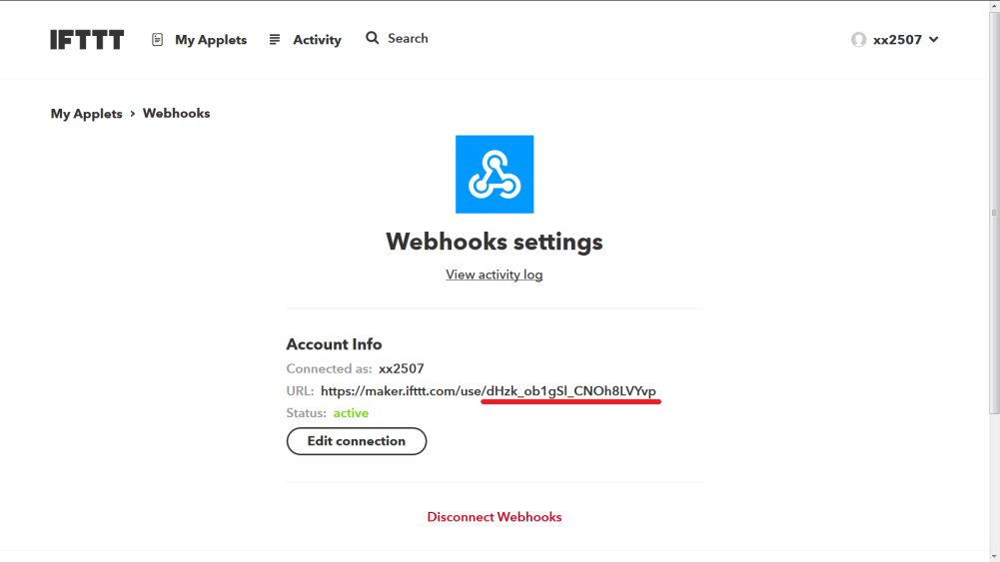 IFTTT My Applets Activity Search xx2507
My Applets > Webhooks
Webhooks settings
View activity log
Account Info
Connected as: xx2507
URL: https://maker.ifttt.com/use/dHzk_ob1gSl_CNOh8LVYvp
Status: active
Edit connection
Disconnect Webhooks